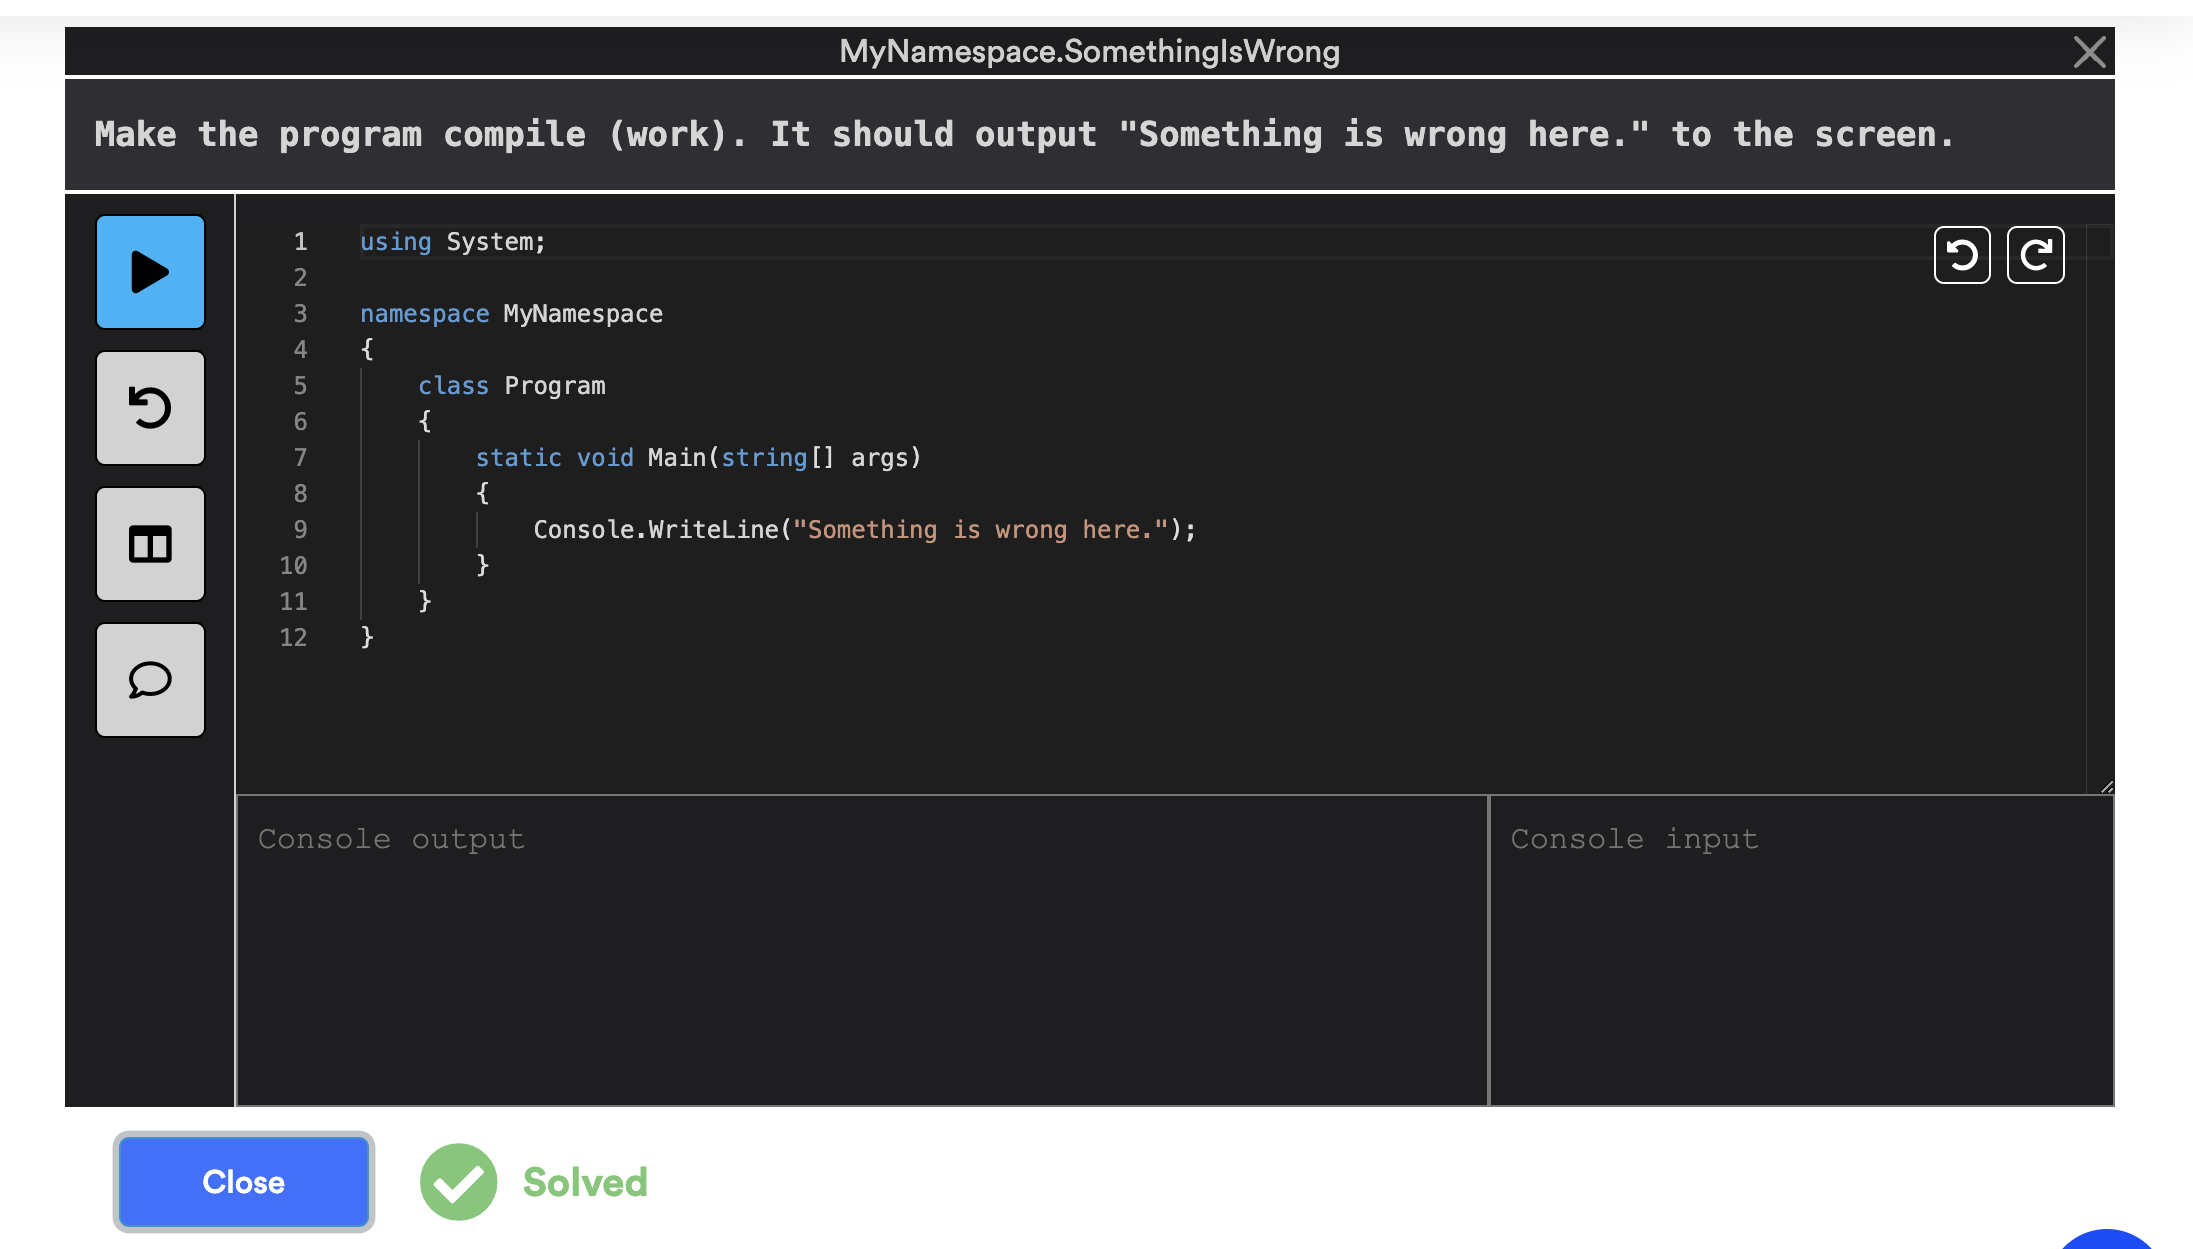 MyNamespace.SomethingIsWrong
Make the program compile (work). It should output "Something is wrong here." to the screen.
1 using System;
2
3 namespace MyNamespace
4 {
5 class Program
6 {
7 static void Main(string[] args)
8 {
9 Console.WriteLine("Something is wrong here.");
10 }
11 }
12 }
Console output
Console input
Close
Solved